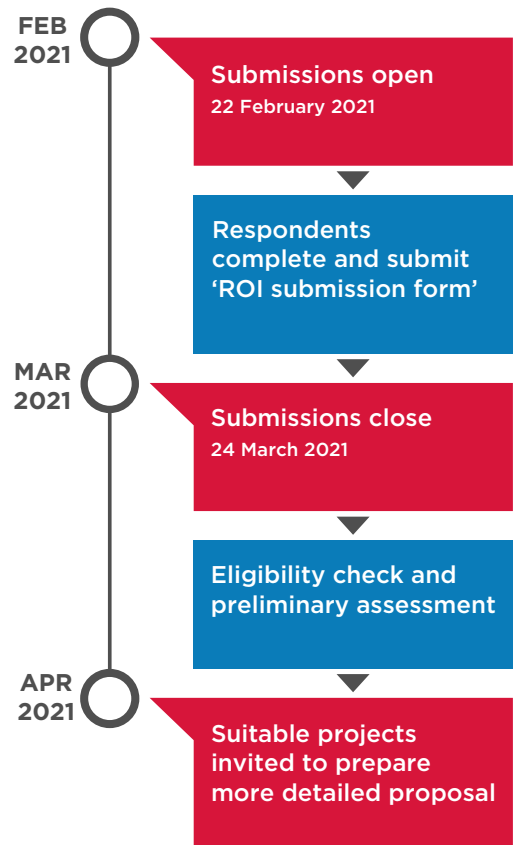 FEB
2021
Submissions open
22 February 2021
Respondents
complete and submit
‘ROI submission form’
MAR
2021
Submissions close
24 March 2021
Eligibility check and
preliminary assessment
APR
2021
Suitable projects
invited to prepare
more detailed proposal